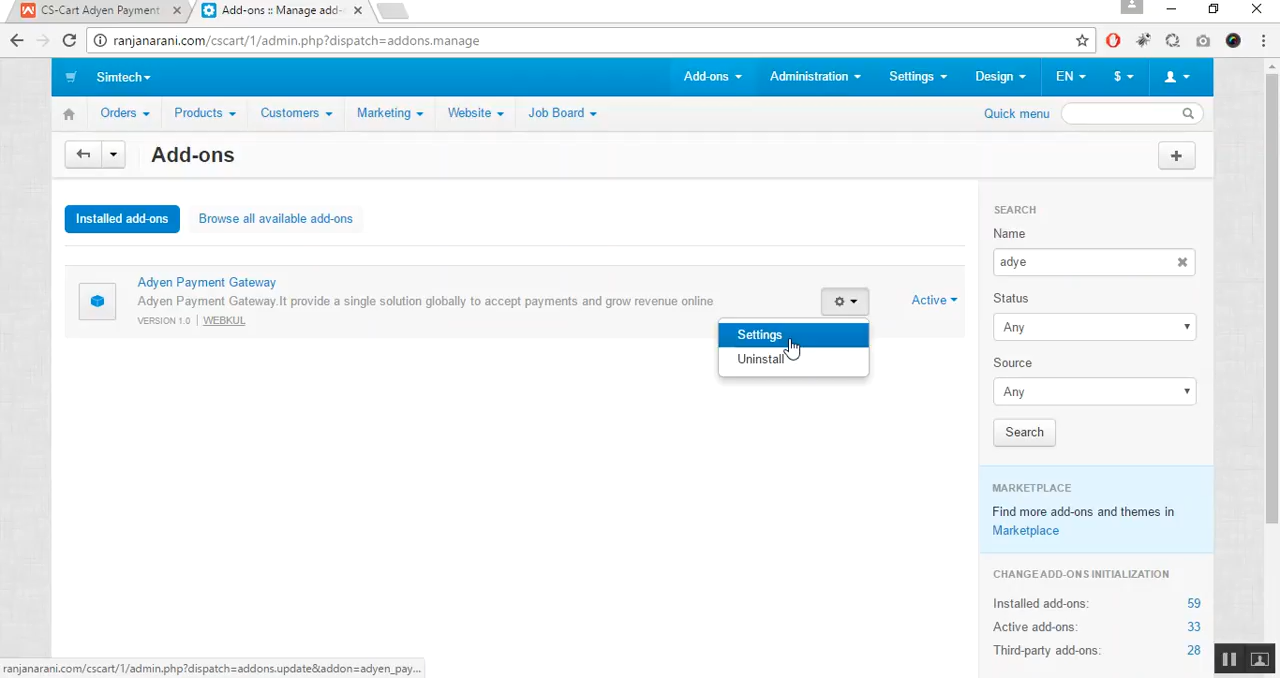 CS-Cart Adyen Payment
Add-ons :: Manage add-
ranjanarani.com/cscart/1/admin.php?dispatch=addons.manage
Simtech
Add-ons
Administration
Settings
Design
EN
$
Orders
Products
Customers
Marketing
Website
Job Board
Quick menu
Add-ons
Installed add-ons
Browse all available add-ons
Adyen Payment Gateway
Adyen Payment Gateway.It provide a single solution globally to accept payments and grow revenue online
VERSION 1.0 | WEBKUL
Active
Settings
Uninstall
SEARCH
Name
adye
Status
Any
Source
Any
Search
MARKETPLACE
Find more add-ons and themes in
Marketplace
CHANGE ADD-ONS INITIALIZATION
Installed add-ons: 59
Active add-ons: 33
Third-party add-ons: 28
ranjanarani.com/cscart/1/admin.php?dispatch=addons.update&addon=adyen_pay...